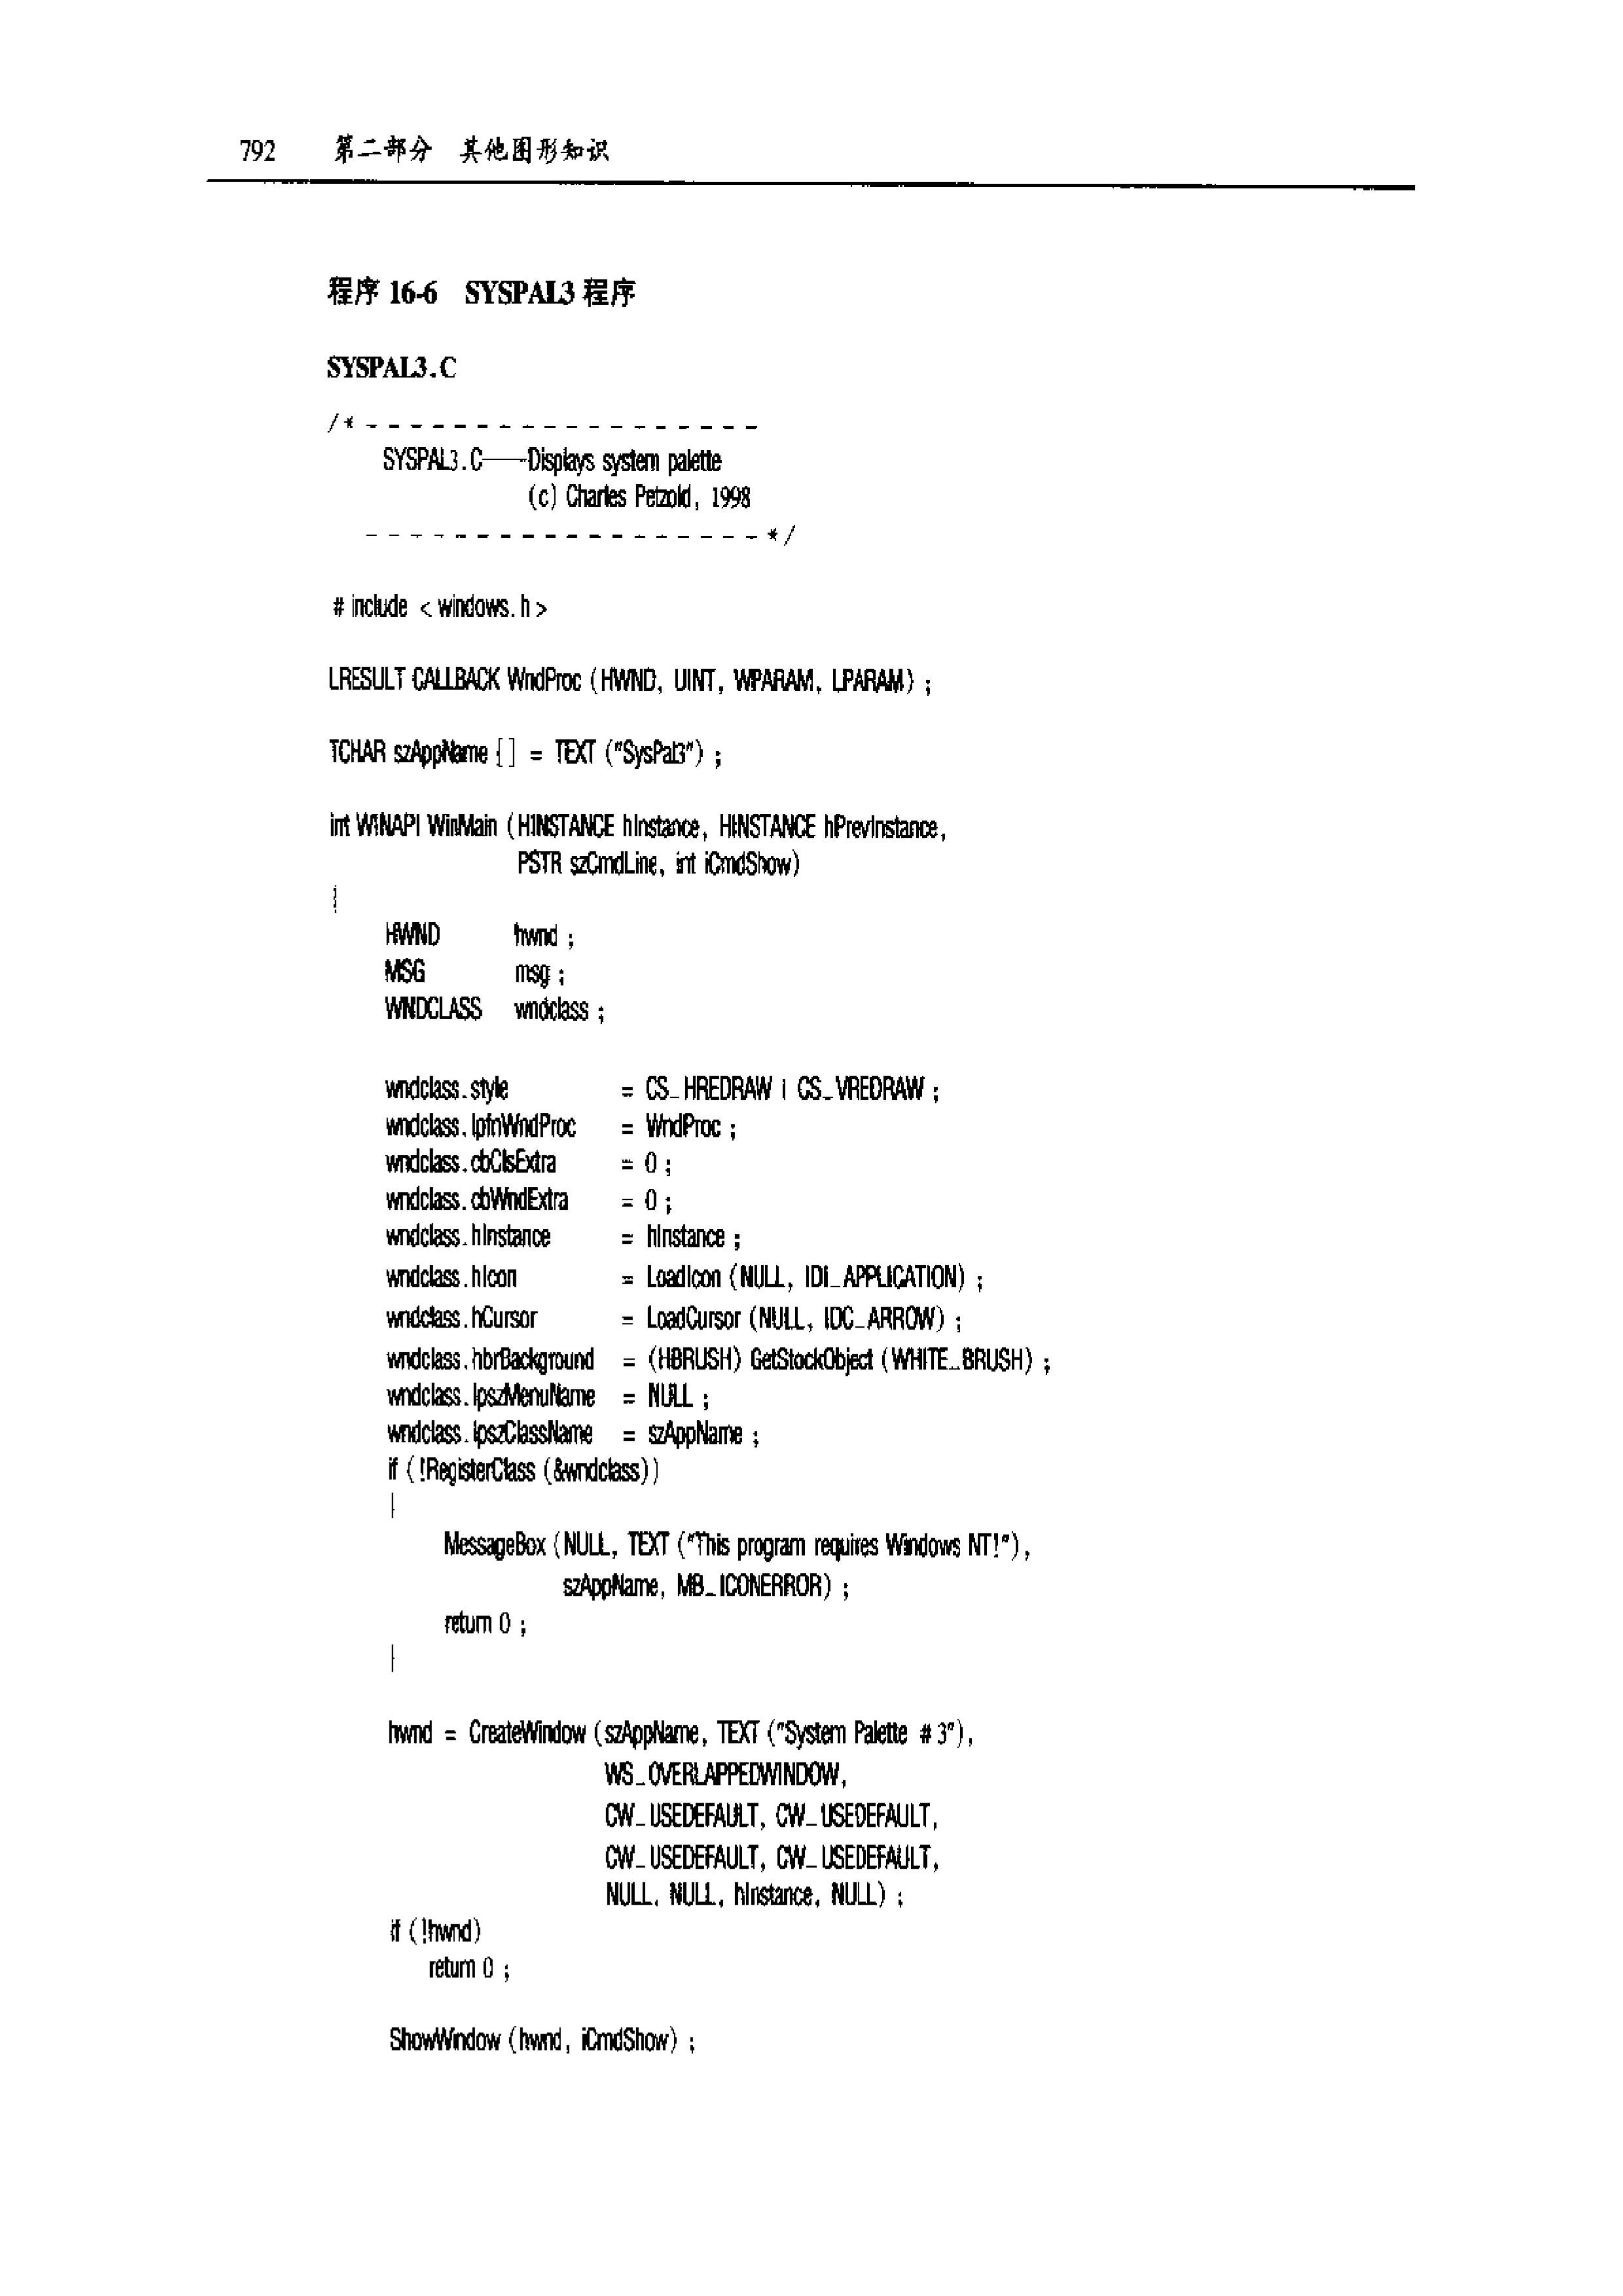 792 第二部分 其他图形知识
程序 16-6 SYSPAL3 程序
SYSPAL3.C
/* - - - - - - - - - - - - - - - - - -
SYSPAL3.C——Displays system palette
(c) Charles Petzold, 1998
- - - - - - - - - - - - - - - - - - */
# include < windows.h >
LRESULT CALLBACK WndProc (HWND, UINT, WPARAM, LPARAM) ;
TCHAR szAppName [] = TEXT ("SysPal3") ;
int WINAPI WinMain (HINSTANCE hInstance, HINSTANCE hPrevInstance,
PSTR szCmdLine, int iCmdShow)
{
HWND hwnd ;
MSG msg ;
WNDCLASS wndclass ;
wndclass.style = CS_HREDRAW | CS_VREDRAW ;
wndclass.lpfnWndProc = WndProc ;
wndclass.cbClsExtra = 0 ;
wndclass.cbWndExtra = 0 ;
wndclass.hInstance = hInstance ;
wndclass.hIcon = LoadIcon (NULL, IDI_APPLICATION) ;
wndclass.hCursor = LoadCursor (NULL, IDC_ARROW) ;
wndclass.hbrBackground = (HBRUSH) GetStockObject (WHITE_BRUSH) ;
wndclass.lpszMenuName = NULL ;
wndclass.lpszClassName = szAppName ;
if (!RegisterClass (&wndclass))
{
MessageBox (NULL, TEXT ("This program requires Windows NT!"),
szAppName, MB_ICONERROR) ;
return 0 ;
}
hwnd = CreateWindow (szAppName, TEXT ("System Palette # 3"),
WS_OVERLAPPEDWINDOW,
CW_USEDEFAULT, CW_USEDEFAULT,
CW_USEDEFAULT, CW_USEDEFAULT,
NULL, NULL, hInstance, NULL) ;
if (!hwnd)
return 0 ;
ShowWindow (hwnd, iCmdShow) ;